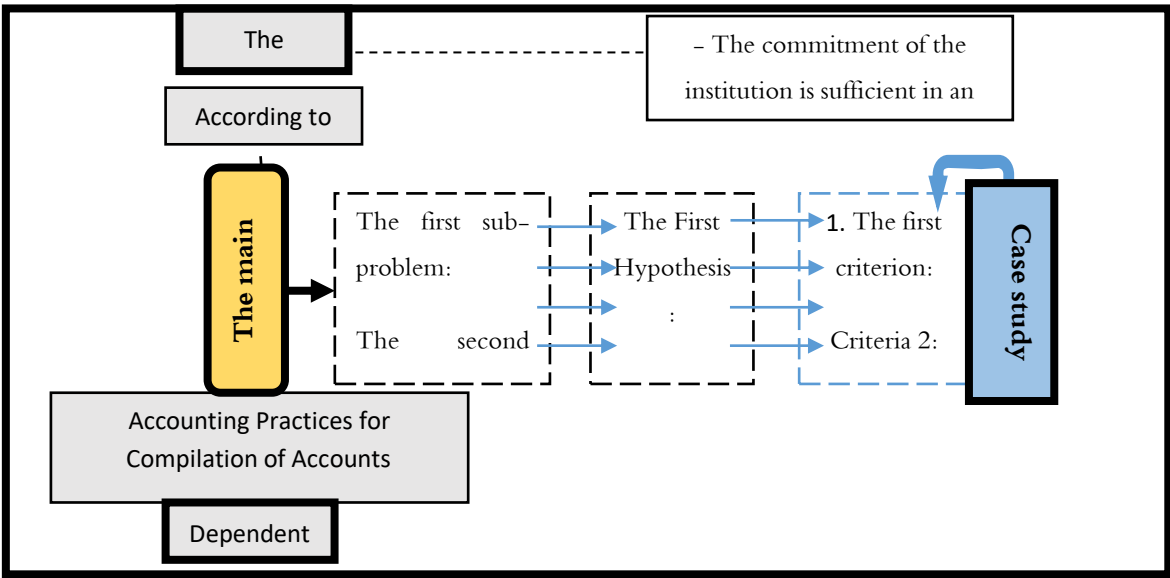 The
– The commitment of the
institution is sufficient in an
According to
The main
The first sub-
problem:
The second
The First
Hypothesis
:
1. The first
criterion:
Criteria 2:
Case study
Accounting Practices for
Compilation of Accounts
Dependent